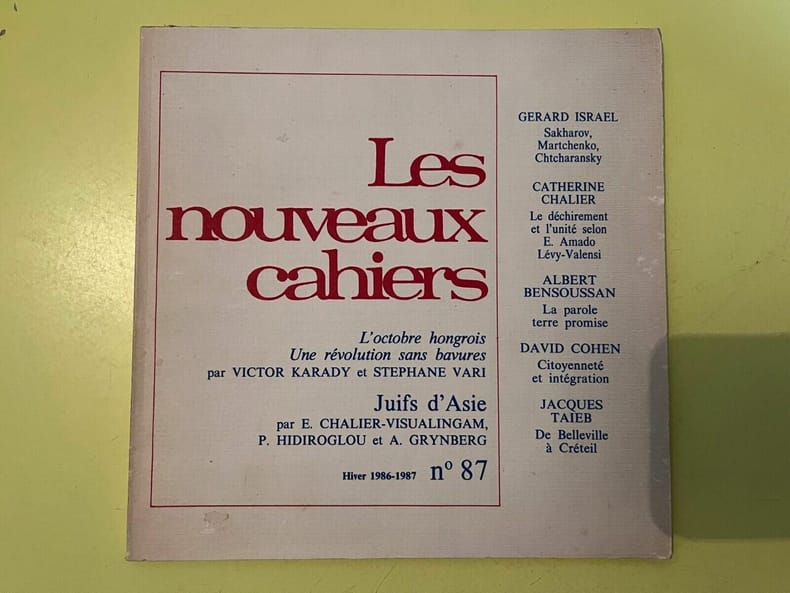 Les
nouveaux
cahiers
L'octobre hongrois
Une révolution sans bavures
par VICTOR KARADY et STEPHANE VARI
Juifs d'Asie
par E. CHALIER-VISUALINGAM,
P. HIDIROGLOU et A. GRYNBERG
Hiver 1986-1987 nº 87
GERARD ISRAEL
Sakharov,
Martchenko,
Chtcharansky
CATHERINE
CHALIER
Le déchirement
et l'unité selon
E. Amado
Lévy-Valensi
ALBERT
BENSOUSSAN
La parole
terre promise
DAVID COHEN
Citoyenneté
et intégration
JACQUES
TAIEB
De Belleville
à Créteil